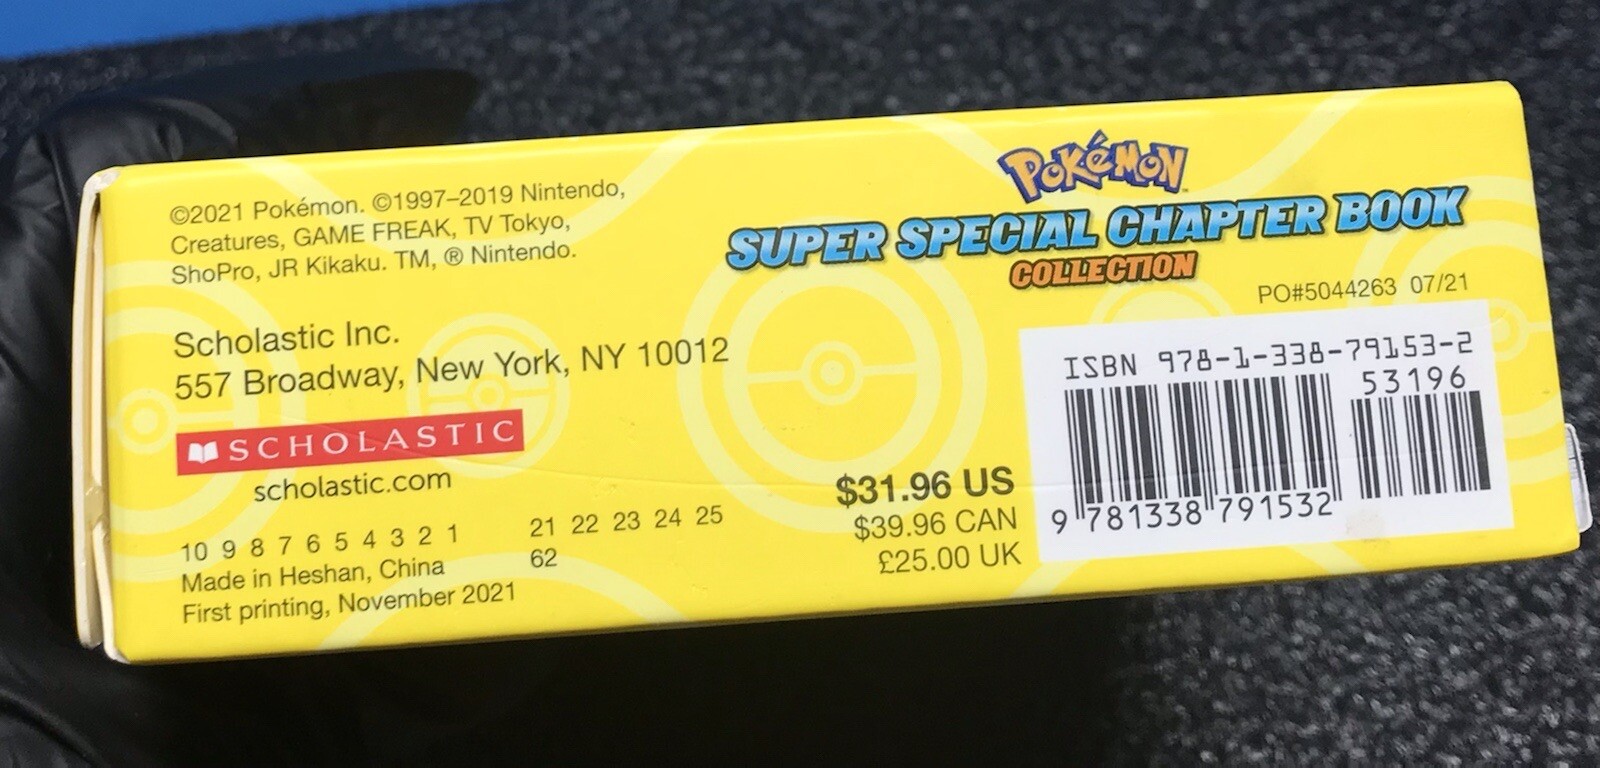 ©2021 Pokémon. ©1997–2019 Nintendo,
Creatures, GAME FREAK, TV Tokyo,
ShoPro, JR Kikaku. TM, ® Nintendo.
Scholastic Inc.
557 Broadway, New York, NY 10012
SCHOLASTIC
scholastic.com
10 9 8 7 6 5 4 3 2 1 21 22 23 24 25
Made in Heshan, China 62
First printing, November 2021
POKéMON
SUPER SPECIAL CHAPTER BOOK
COLLECTION
PO#5044263 07/21
$31.96 US
$39.96 CAN
£25.00 UK
ISBN 978-1-338-79153-2
53196
9 781338 791532